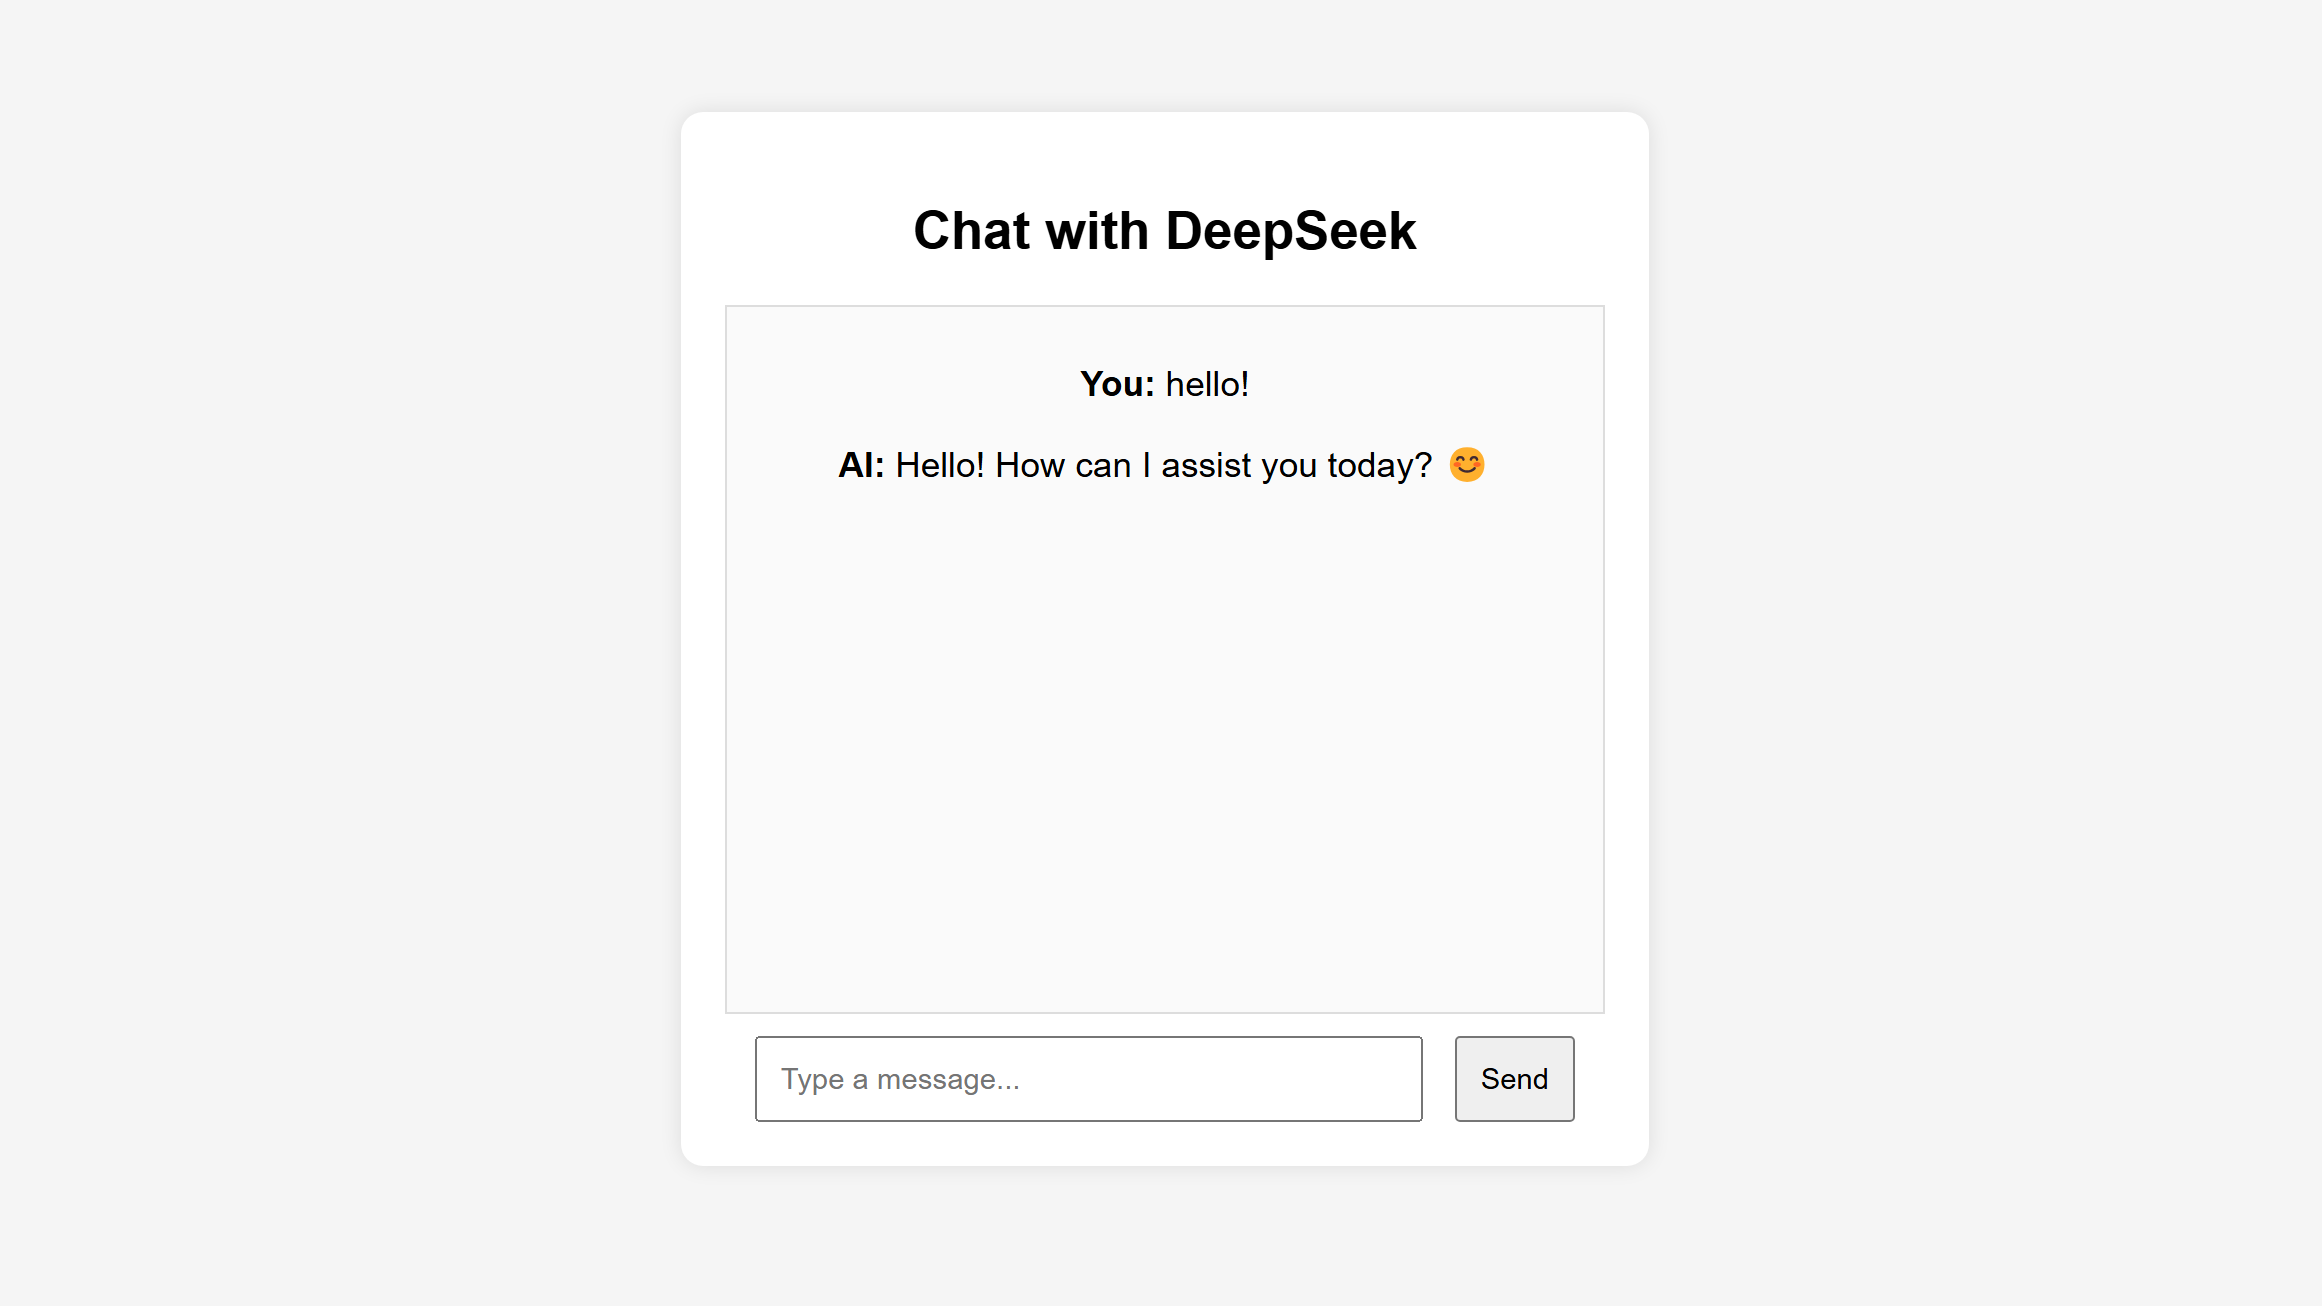 Chat with DeepSeek
You: hello!
AI: Hello! How can I assist you today? 😊
Type a message...
Send